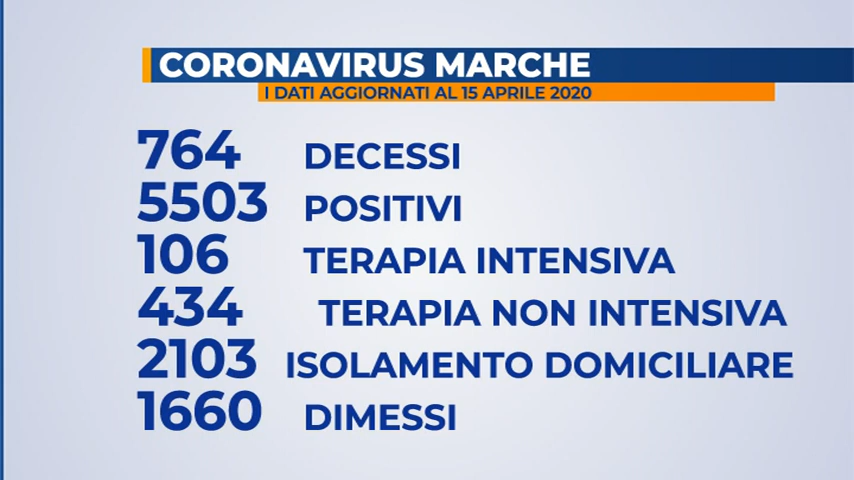 CORONAVIRUS MARCHE
I DATI AGGIORNATI AL 15 APRILE 2020
764 DECESSI
5503 POSITIVI
106 TERAPIA INTENSIVA
434 TERAPIA NON INTENSIVA
2103 ISOLAMENTO DOMICILIARE
1660 DIMESSI